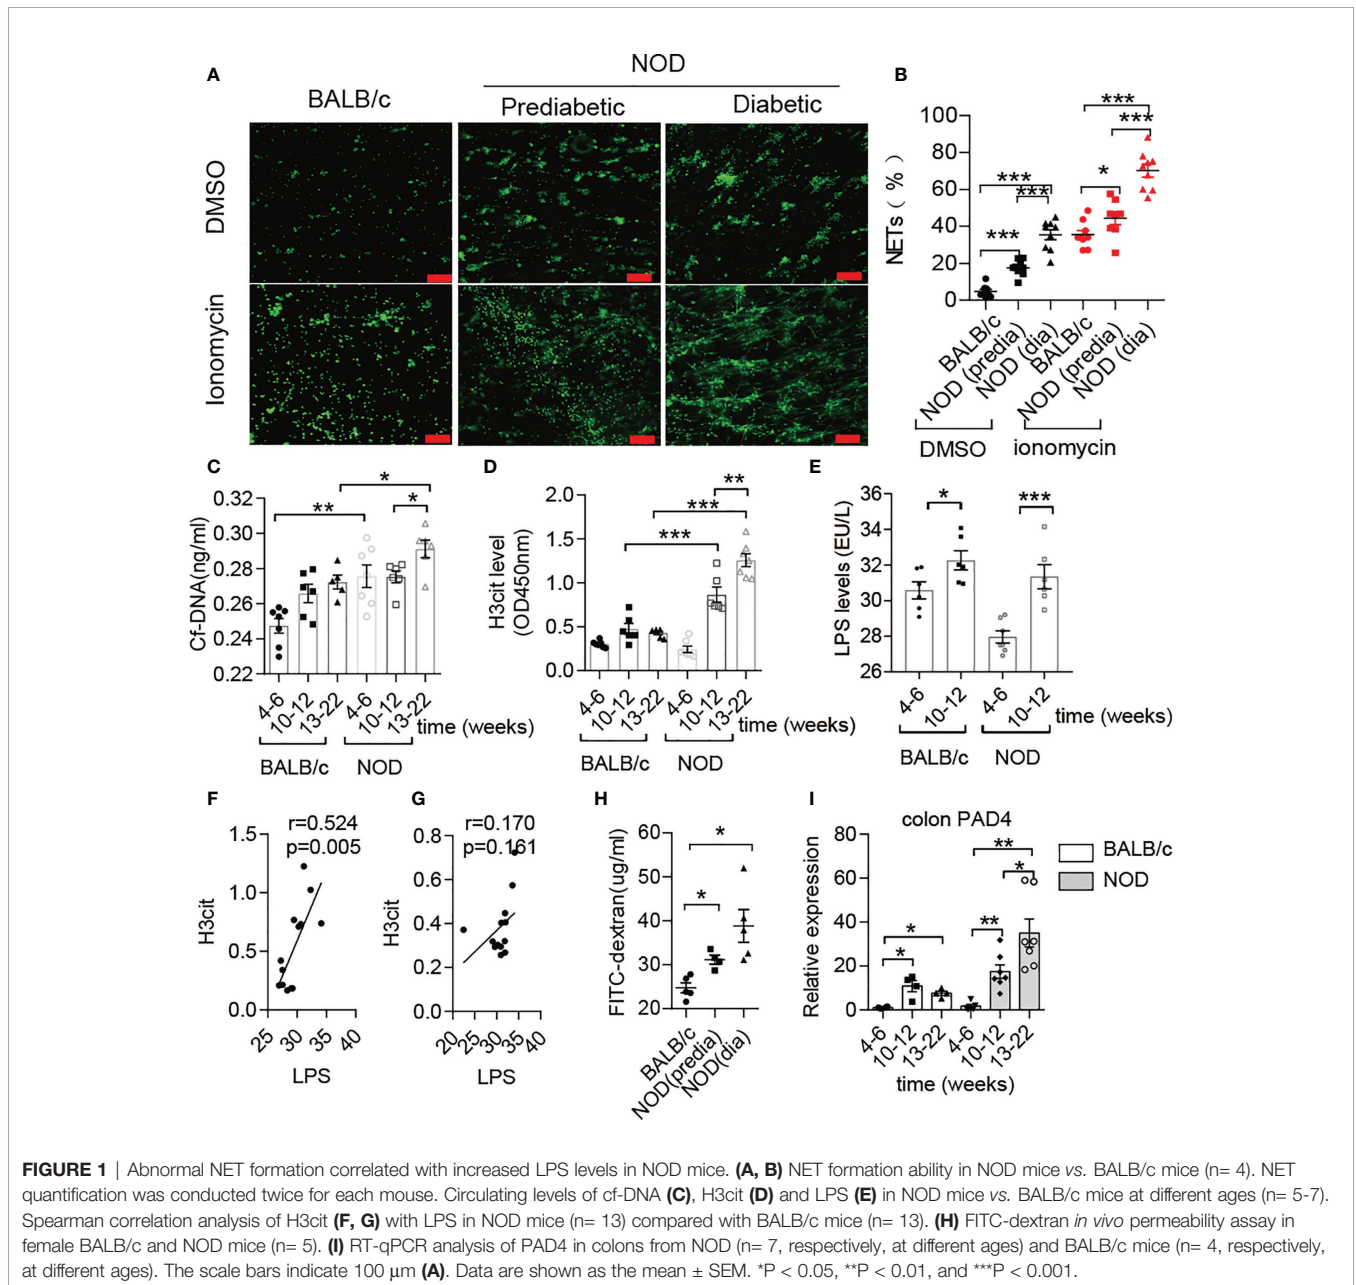 A
NOD
BALB/c
Prediabetic
Diabetic
DMSO
Ionomycin
B
NETs ( % )
100
80
60
40
20
0
***
***
***
***
***
*
***
BALB/c
NOD (predia)
NOD (dia)
BALB/c
NOD (predia)
NOD (dia)
DMSO
ionomycin
C
Cf-DNA(ng/ml)
0.32
0.30
0.28
0.26
0.24
0.22
*
**
*
4-6
10-12
13-22
4-6
10-12
13-22
time (weeks)
BALB/c
NOD
D
H3cit level
(OD450nm)
2.0
1.5
1.0
0.5
0.0
**
***
***
4-6
10-12
13-22
4-6
10-12
13-22
time (weeks)
BALB/c
NOD
E
LPS levels (EU/L)
36
34
32
30
28
26
*
***
4-6
10-12
4-6
10-12
time (weeks)
BALB/c
NOD
F
r=0.524
p=0.005
H3cit
1.5
1.0
0.5
0.0
25
30
35
40
LPS
G
r=0.170
p=0.161
H3cit
0.8
0.6
0.4
0.2
0.0
20
25
30
35
40
LPS
H
FITC-dextran(ug/ml)
60
50
40
30
20
*
*
BALB/c
NOD(predia)
NOD(dia)
I
colon PAD4
Relative expression
80
60
40
20
0
*
*
**
**
*
4-6
10-12
13-22
4-6
10-12
13-22
time (weeks)
BALB/c
NOD
FIGURE 1 | Abnormal NET formation correlated with increased LPS levels in NOD mice. (A, B) NET formation ability in NOD mice vs. BALB/c mice (n= 4). NET
quantification was conducted twice for each mouse. Circulating levels of cf-DNA (C), H3cit (D) and LPS (E) in NOD mice vs. BALB/c mice at different ages (n= 5-7).
Spearman correlation analysis of H3cit (F, G) with LPS in NOD mice (n= 13) compared with BALB/c mice (n= 13). (H) FITC-dextran in vivo permeability assay in
female BALB/c and NOD mice (n= 5). (I) RT-qPCR analysis of PAD4 in colons from NOD (n= 7, respectively, at different ages) and BALB/c mice (n= 4, respectively,
at different ages). The scale bars indicate 100 μm (A). Data are shown as the mean ± SEM. *P < 0.05, **P < 0.01, and ***P < 0.001.